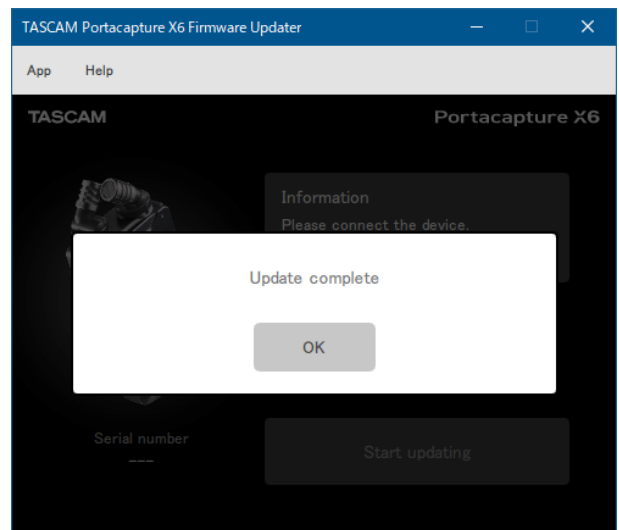 TASCAM Portacapture X6 Firmware Updater
App Help
TASCAM Portacapture X6
Information
Please connect the device.
Update complete
OK
Serial number
---
Start updating